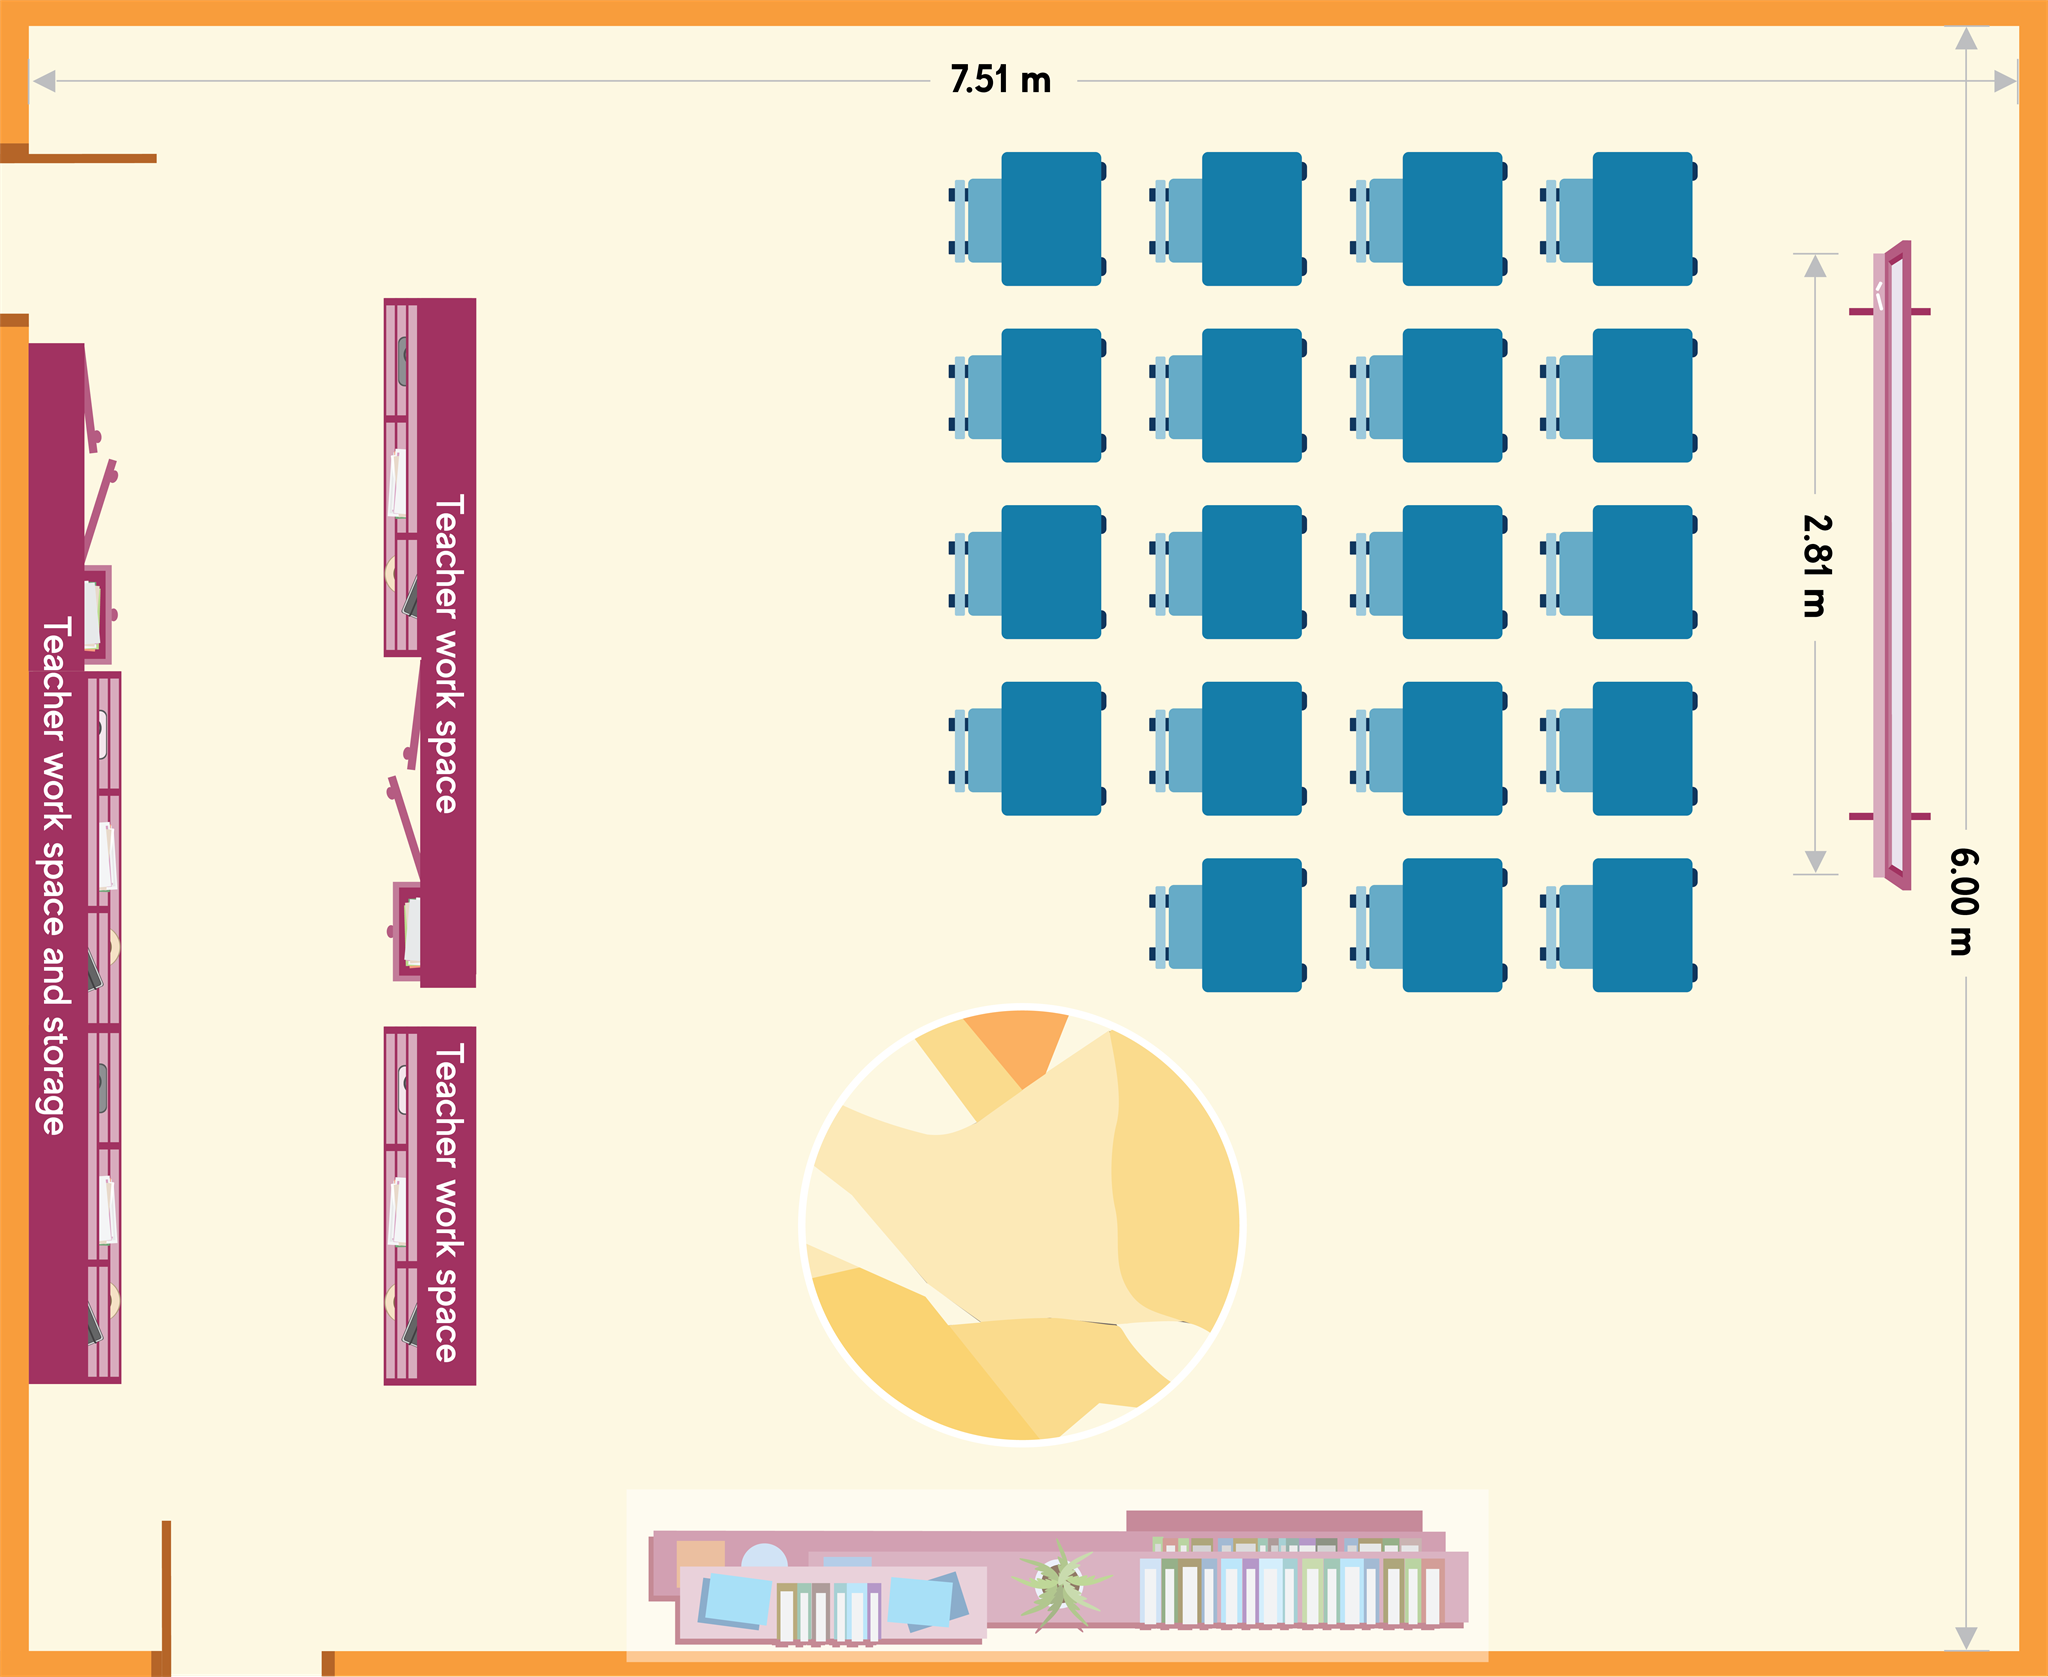 7.51 m
2.81 m
6.00 m
Teacher work space
Teacher work space and storage
Teacher work space